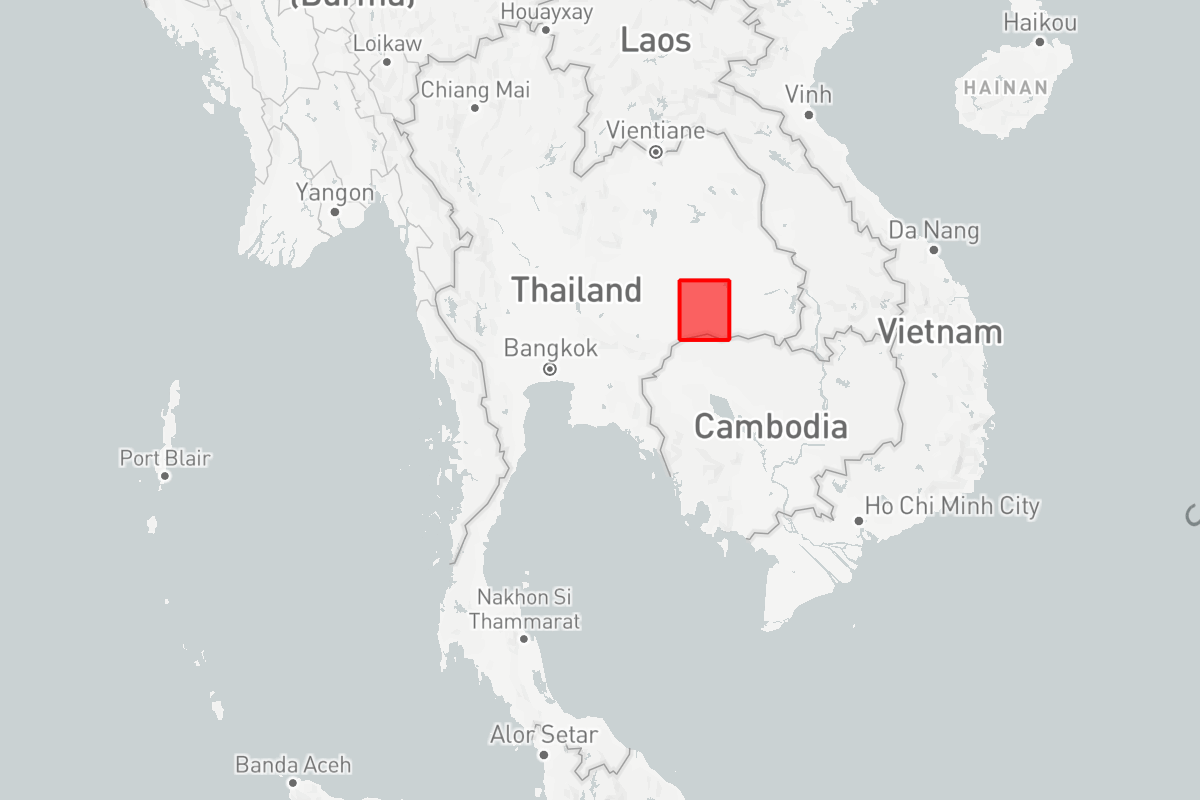 (Burma)
Houayxay
Haikou
Loikaw
Laos
Chiang Mai
Vinh
HAINAN
Vientiane
Yangon
Da Nang
Thailand
Vietnam
Bangkok
Cambodia
Port Blair
Ho Chi Minh City
Nakhon Si
Thammarat
Alor Setar
Banda Aceh